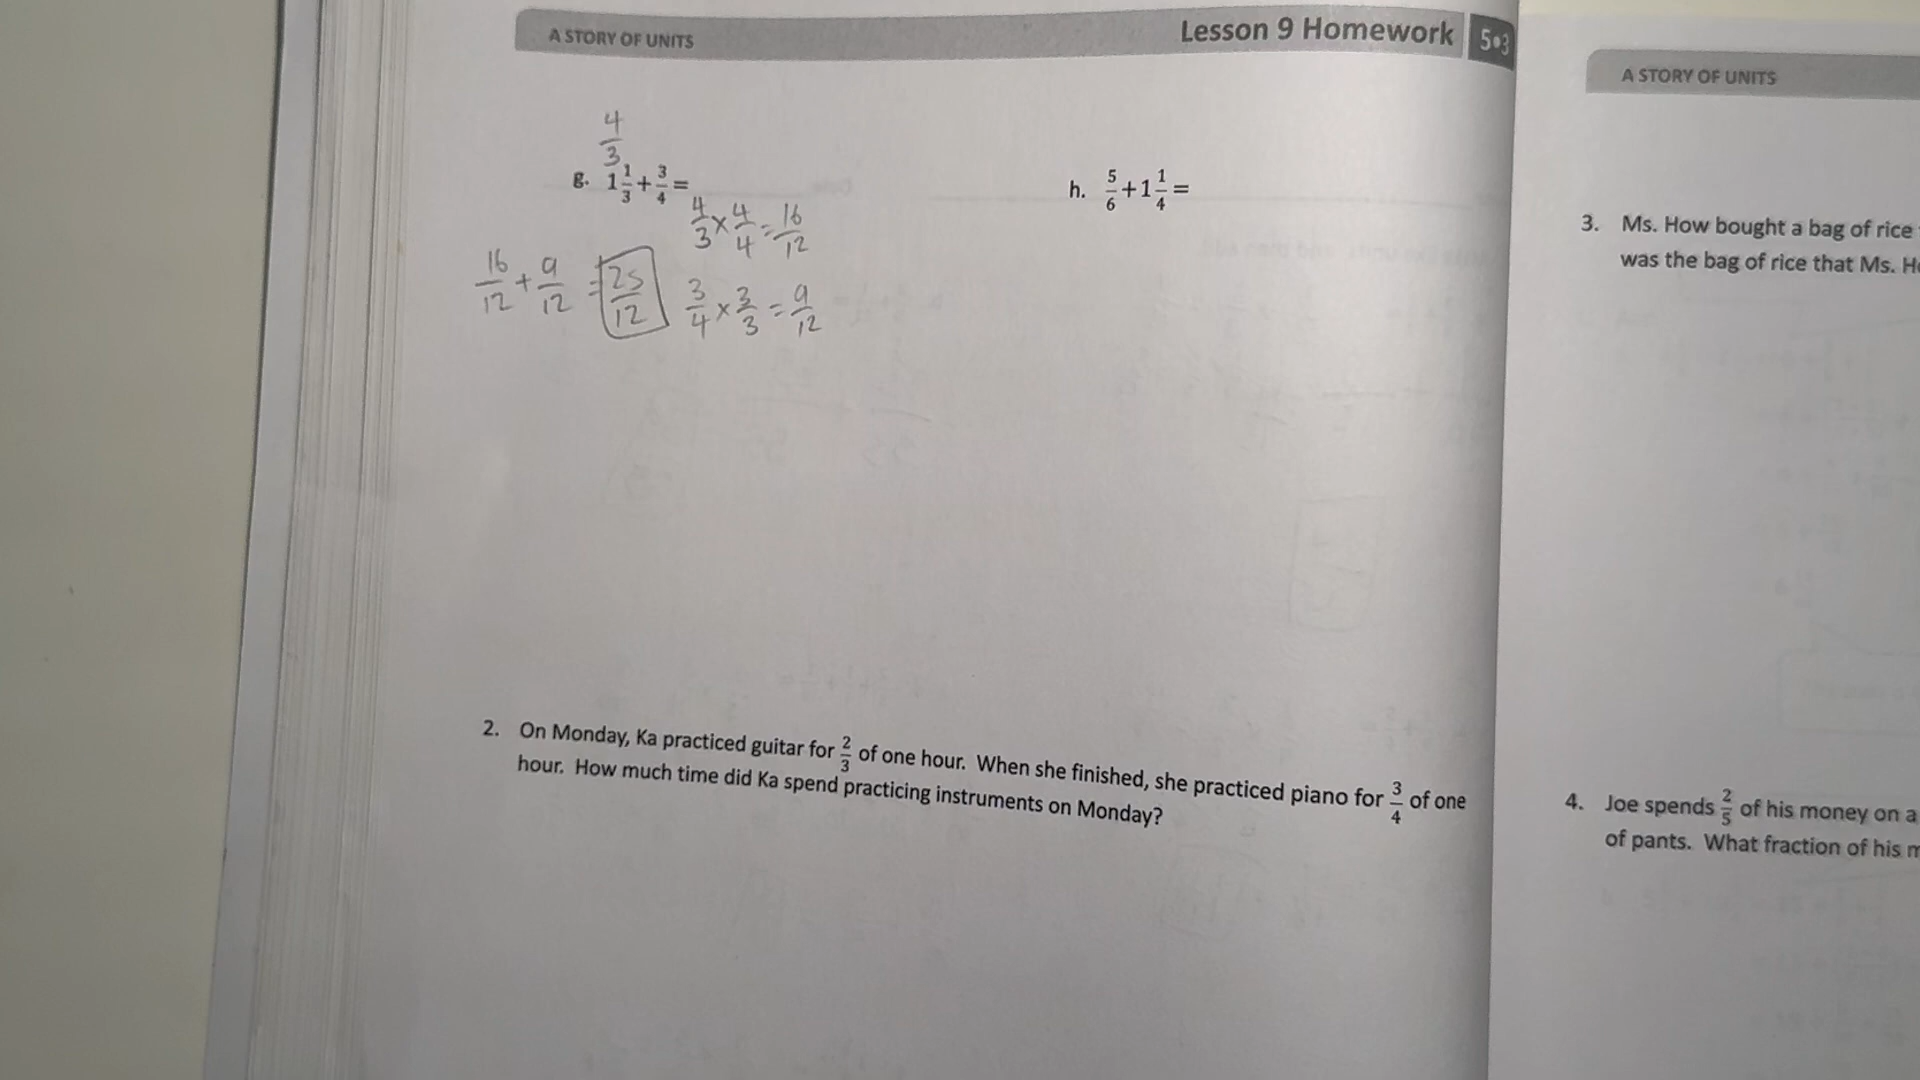 A STORY OF UNITS
Lesson 9 Homework 5•3
4/3
g. 1 1/3 + 3/4 =
4/3 × 4/4 = 16/12
16/12 + 9/12 = 25/12
3/4 × 3/3 = 9/12
h. 5/6 + 1 1/4 =
2. On Monday, Ka practiced guitar for 2/3 of one hour. When she finished, she practiced piano for 3/4 of one
hour. How much time did Ka spend practicing instruments on Monday?
A STORY OF UNITS
3. Ms. How bought a bag of rice
was the bag of rice that Ms.
4. Joe spends 2/5 of his money on a
of pants. What fraction of his